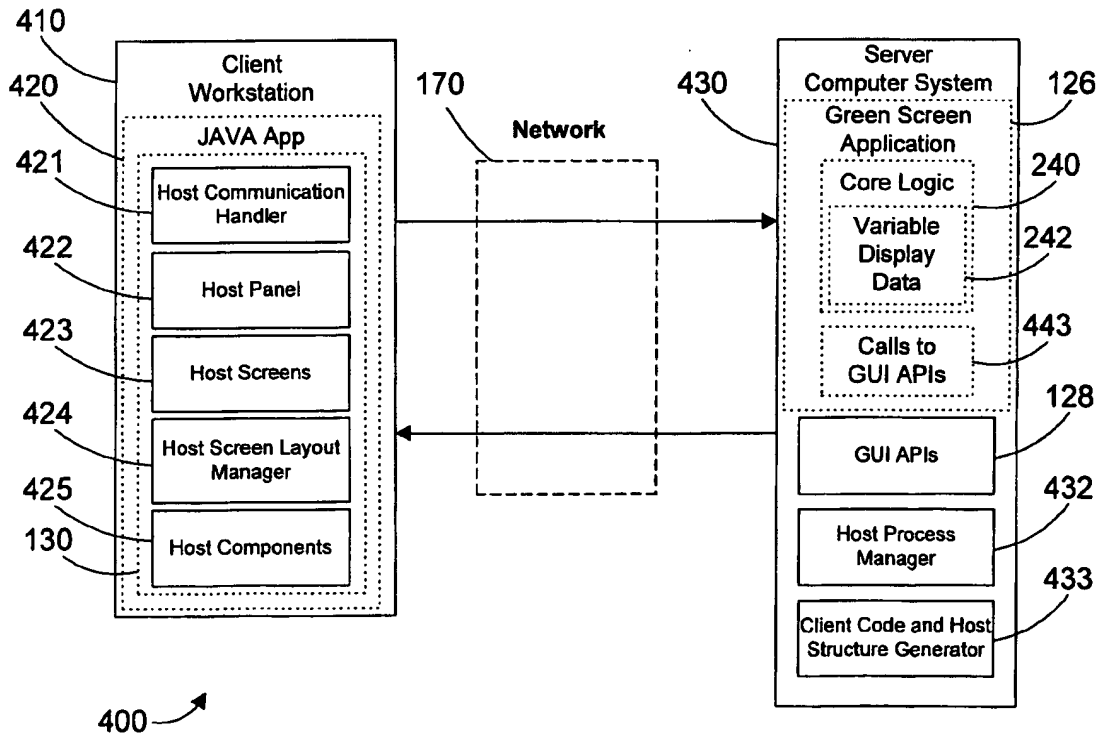 410
Client
Workstation
420
JAVA App
421
Host Communication
Handler
422
Host Panel
423
Host Screens
424
Host Screen Layout
Manager
425
Host Components
130
400
170
Network
430
Server
Computer System
126
Green Screen
Application
Core Logic
240
Variable
Display
Data
242
Calls to
GUI APIs
443
GUI APIs
128
Host Process
Manager
432
Client Code and Host
Structure Generator
433